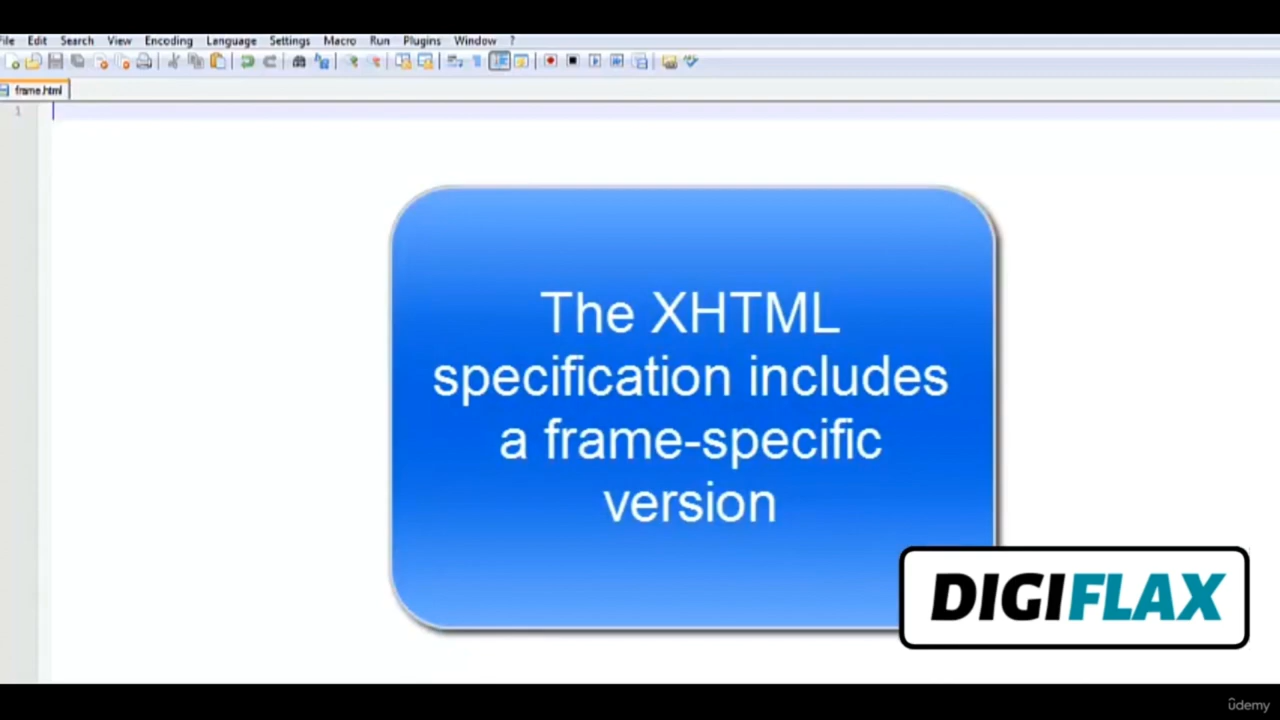 File Edit Search View Encoding Language Settings Macro Run Plugins Window ?
frame.html
1
The XHTML
specification includes
a frame-specific
version
DIGIFLAX
ûdemy